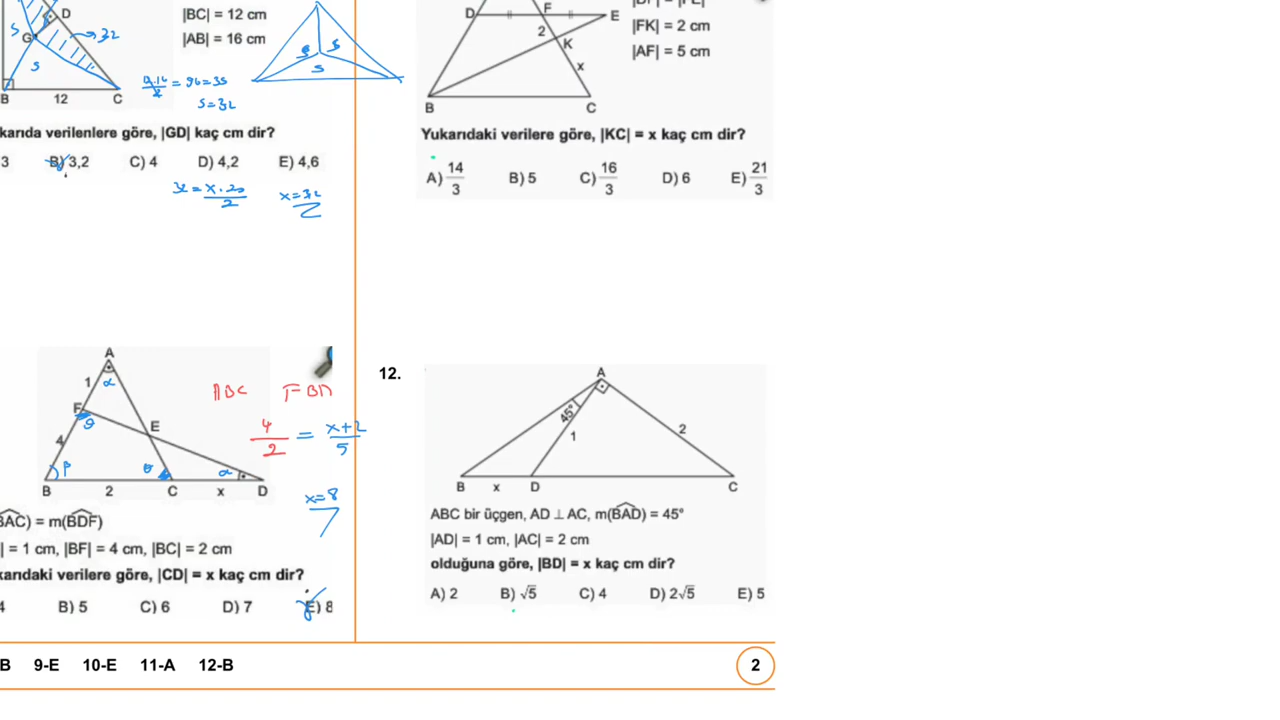 D
G
S
32
S
B
12
C
|BC| = 12 cm
|AB| = 16 cm
= 96 = 3S
S = 32
S
S
S
karıda verilenlere göre, |GD| kaç cm dir?
3 B) 3,2 C) 4 D) 4,2 E) 4,6
32 = x.20/2
x = 3,2
D
F
E
2
K
x
B
C
|FK| = 2 cm
|AF| = 5 cm
Yukarıdaki verilere göre, |KC| = x kaç cm dir?
A) 14/3 B) 5 C) 16/3 D) 6 E) 21/3
A
1
α
F
θ
E
4
β
θ
α
B
2
C
x
D
ABC FBD
4/2 = x+2/5
x = 8
BAC) = m(BDF)
| = 1 cm, |BF| = 4 cm, |BC| = 2 cm
karıdaki verilere göre, |CD| = x kaç cm dir?
4 B) 5 C) 6 D) 7 E) 8
12.
A
45°
1
2
B
x
D
C
ABC bir üçgen, AD ⊥ AC, m(BAD) = 45°
|AD| = 1 cm, |AC| = 2 cm
olduğuna göre, |BD| = x kaç cm dir?
A) 2 B) √5 C) 4 D) 2√5 E) 5
B 9-E 10-E 11-A 12-B
2